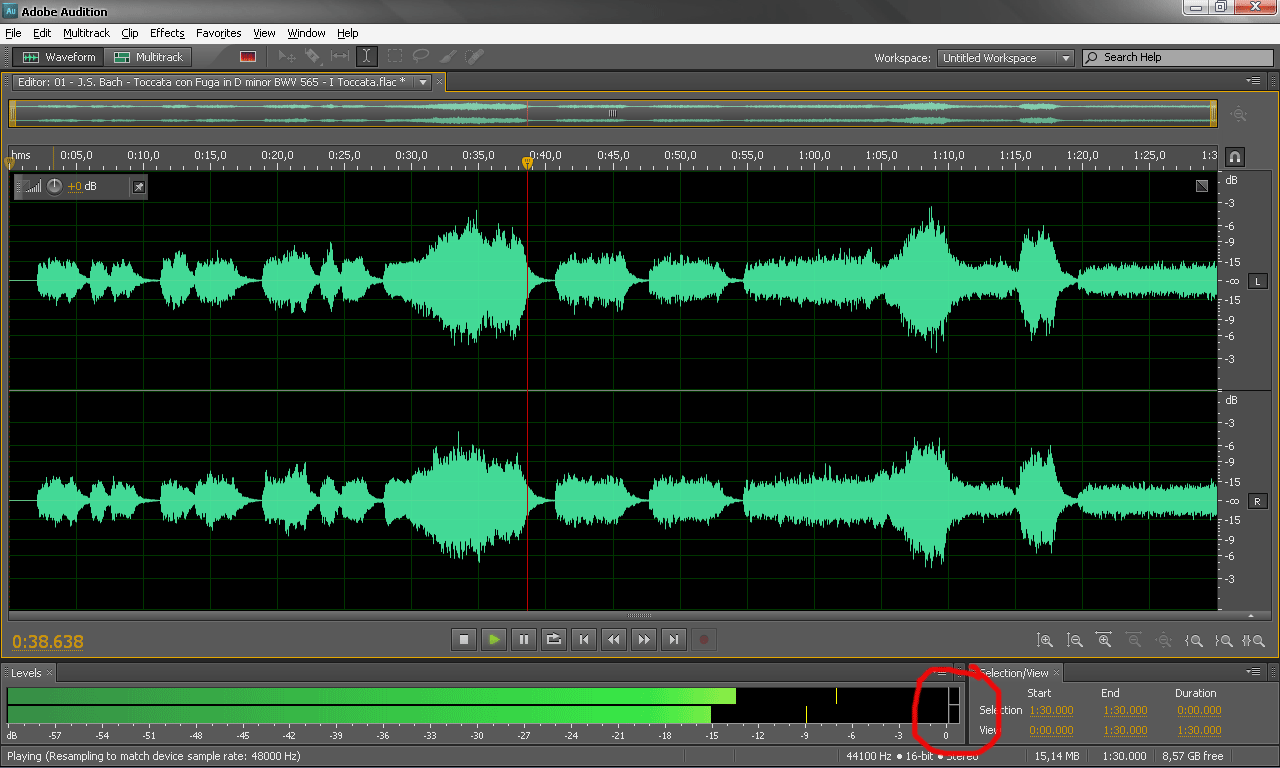 Au Adobe Audition
File Edit Multitrack Clip Effects Favorites View Window Help
Waveform Multitrack Workspace: Untitled Workspace Search Help
Editor: 01 - J.S. Bach - Toccata con Fuga in D minor BWV 565 - I Toccata.flac *
hms 0:05,0 0:10,0 0:15,0 0:20,0 0:25,0 0:30,0 0:35,0 0:40,0 0:45,0 0:50,0 0:55,0 1:00,0 1:05,0 1:10,0 1:15,0 1:20,0 1:25,0 1:3
+0 dB
dB
-3
-6
-9
-15
-∞ L
-15
-9
-6
-3
dB
-3
-6
-9
-15
-∞ R
-15
-9
-6
-3
0:38.638
Levels
dB -57 -54 -51 -48 -45 -42 -39 -36 -33 -30 -27 -24 -21 -18 -15 -12 -9 -6 -3 0
Selection/View
Start End Duration
Selection 1:30.000 1:30.000 0:00.000
View 0:00.000 1:30.000 1:30.000
Playing (Resampling to match device sample rate: 48000 Hz) 44100 Hz ● 16-bit ● Stereo 15,14 MB 1:30.000 8,57 GB free